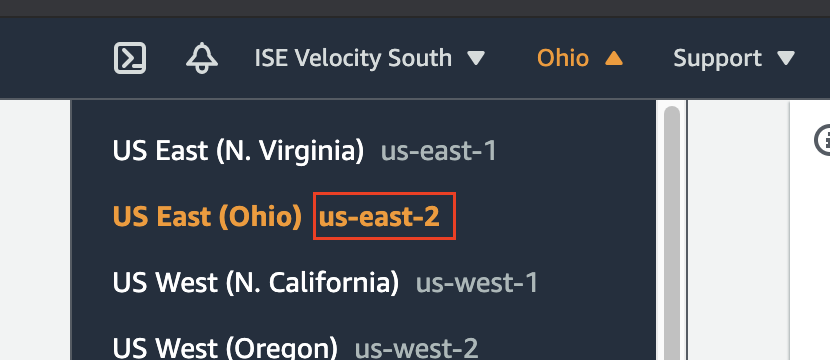 ISE Velocity South Ohio Support
US East (N. Virginia) us-east-1
US East (Ohio) us-east-2
US West (N. California) us-west-1
US West (Oregon) us-west-2